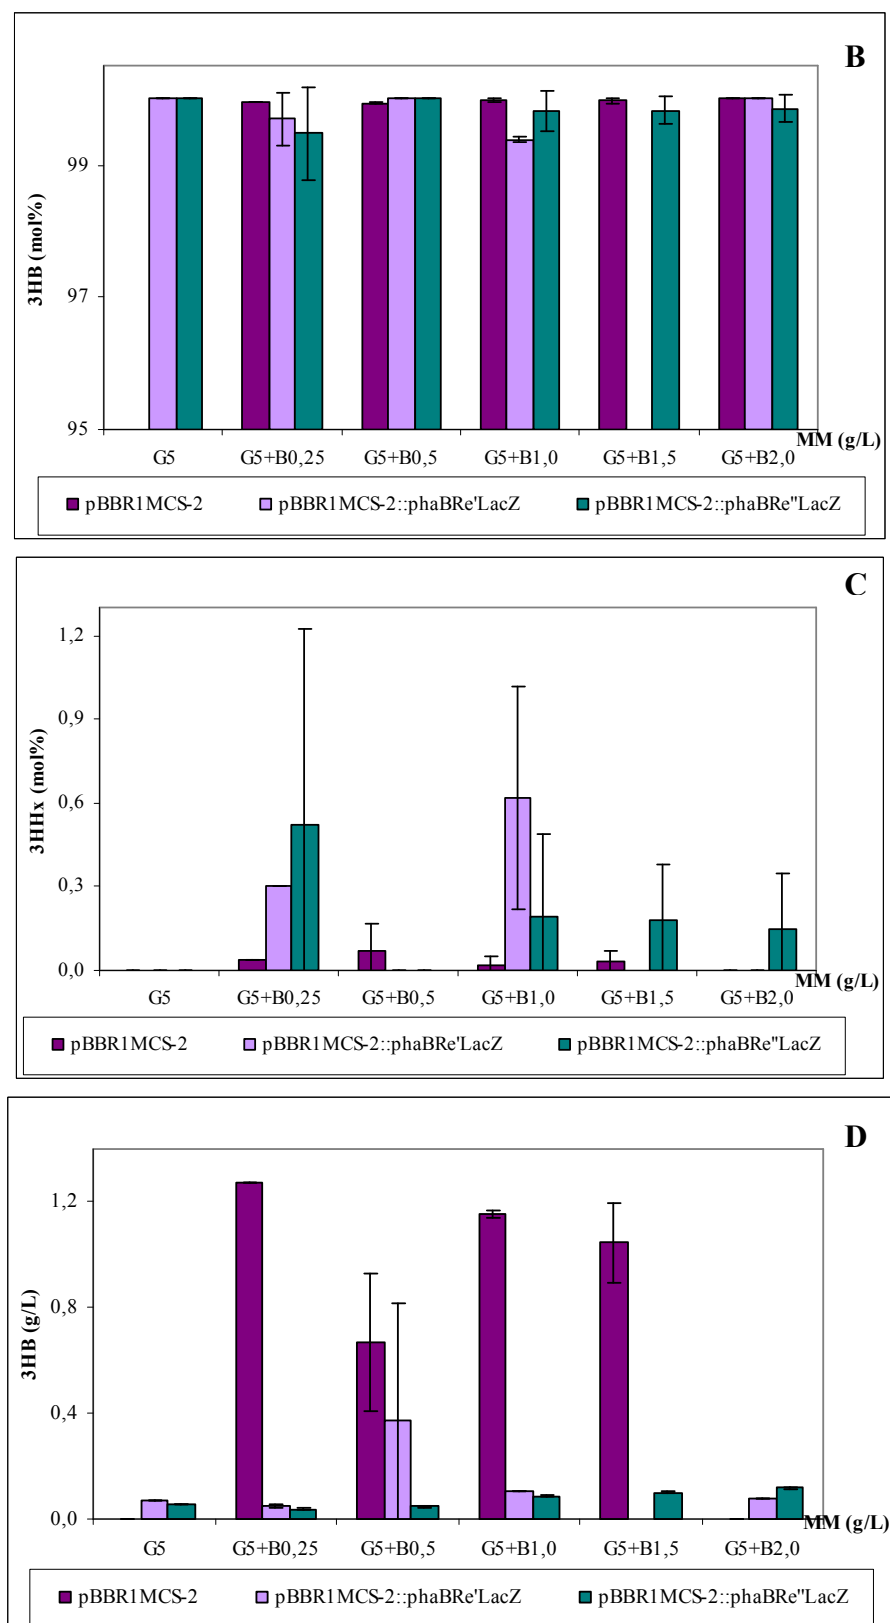 B
3HB (mol%)
99
97
95
MM (g/L)
G5 G5+B0,25 G5+B0,5 G5+B1,0 G5+B1,5 G5+B2,0
pBBR1MCS-2 pBBR1MCS-2::phaBRe'LacZ pBBR1MCS-2::phaBRe''LacZ
C
3HHx (mol%)
1,2
0,9
0,6
0,3
0,0
MM (g/L)
G5 G5+B0,25 G5+B0,5 G5+B1,0 G5+B1,5 G5+B2,0
pBBR1MCS-2 pBBR1MCS-2::phaBRe'LacZ pBBR1MCS-2::phaBRe''LacZ
D
3HB (g/L)
1,2
0,8
0,4
0,0
MM (g/L)
G5 G5+B0,25 G5+B0,5 G5+B1,0 G5+B1,5 G5+B2,0
pBBR1MCS-2 pBBR1MCS-2::phaBRe'LacZ pBBR1MCS-2::phaBRe''LacZ